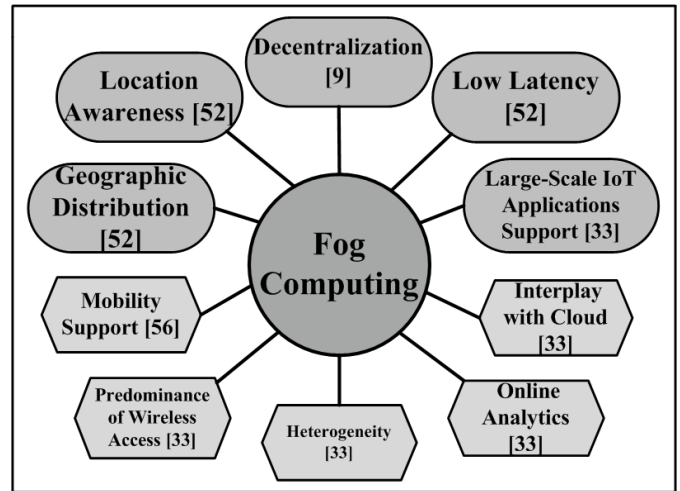 Decentralization
[9]
Location
Awareness [52]
Low Latency
[52]
Geographic
Distribution
[52]
Large-Scale IoT
Applications
Support [33]
Fog
Computing
Mobility
Support [56]
Interplay
with Cloud
[33]
Predominance
of Wireless
Access [33]
Heterogeneity
[33]
Online
Analytics
[33]